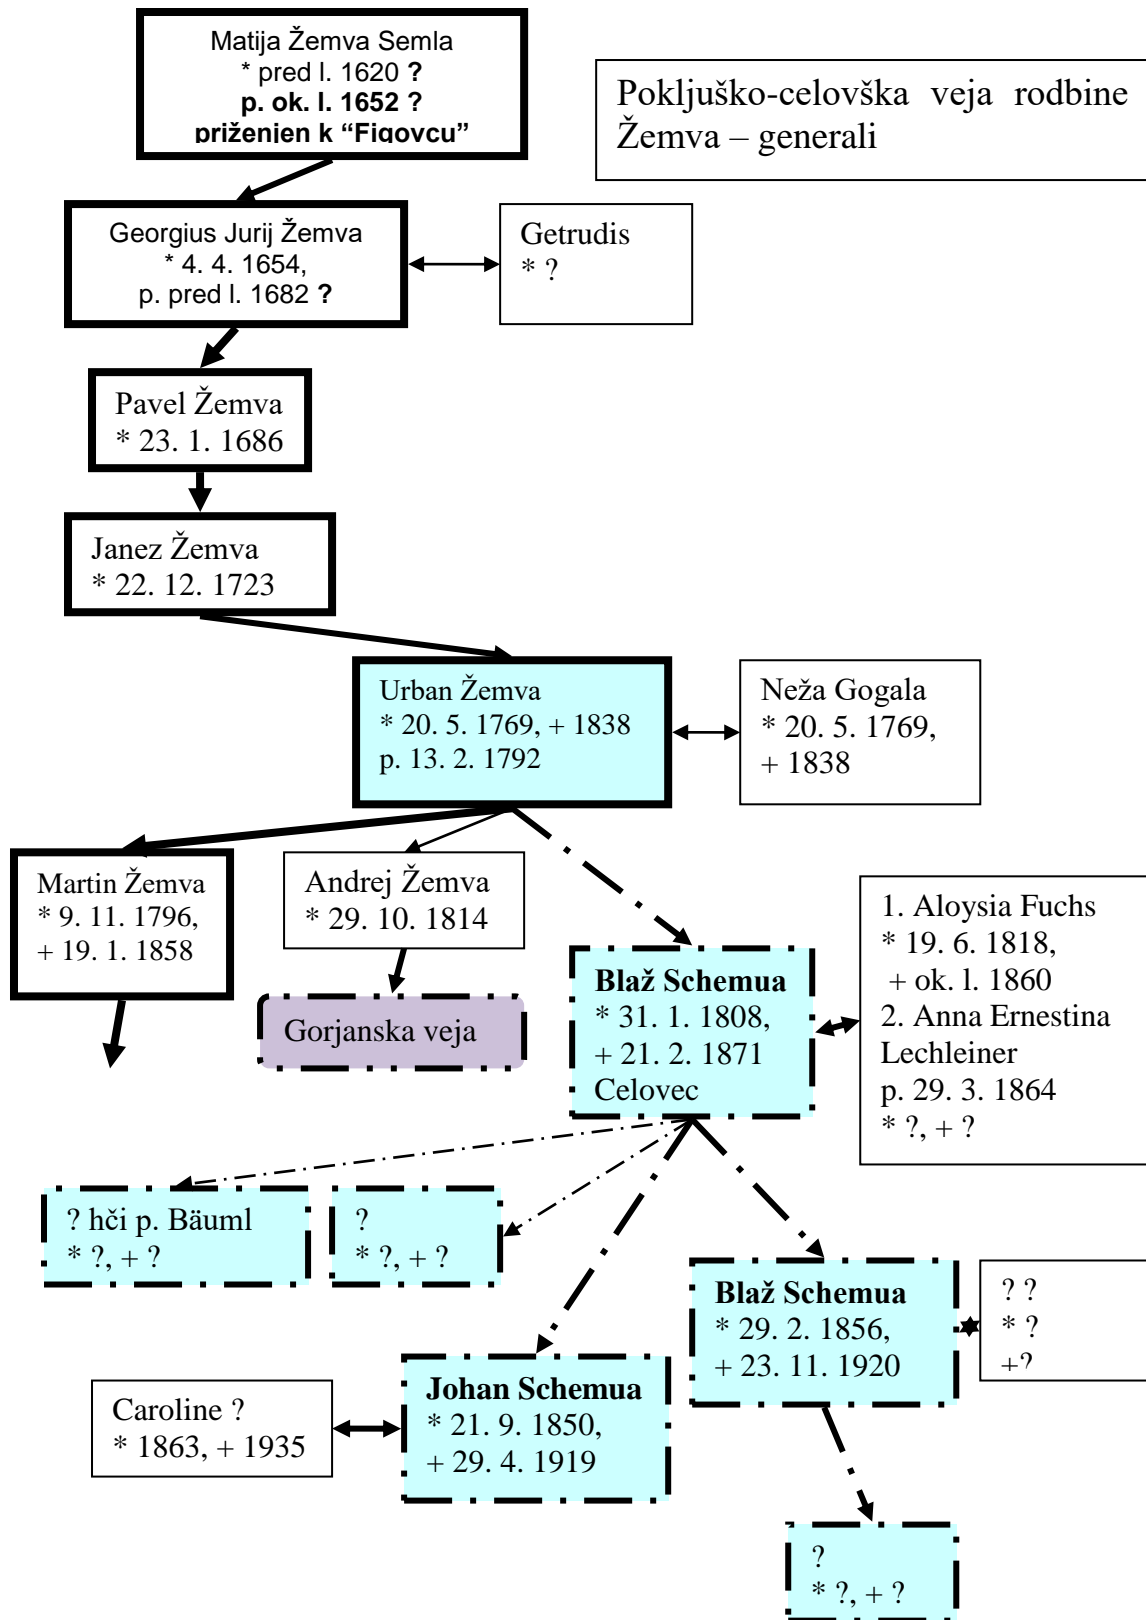 Matija Žemva Semla
* pred l. 1620 ?
p. ok. l. 1652 ?
priženjen k “Figovcu”
Pokljuško-celovška veja rodbine
Žemva – generali
Georgius Jurij Žemva
* 4. 4. 1654,
p. pred l. 1682 ?
Getrudis
* ?
Pavel Žemva
* 23. 1. 1686
Janez Žemva
* 22. 12. 1723
Urban Žemva
* 20. 5. 1769, + 1838
p. 13. 2. 1792
Neža Gogala
* 20. 5. 1769,
+ 1838
Martin Žemva
* 9. 11. 1796,
+ 19. 1. 1858
Andrej Žemva
* 29. 10. 1814
1. Aloysia Fuchs
* 19. 6. 1818,
+ ok. l. 1860
2. Anna Ernestina
Lechleiner
p. 29. 3. 1864
* ?, + ?
Blaž Schemua
* 31. 1. 1808,
+ 21. 2. 1871
Celovec
Gorjanska veja
? hči p. Bäuml
* ?, + ?
?
* ?, + ?
Blaž Schemua
* 29. 2. 1856,
+ 23. 11. 1920
? ?
* ?
+?
Johan Schemua
* 21. 9. 1850,
+ 29. 4. 1919
Caroline ?
* 1863, + 1935
?
* ?, + ?